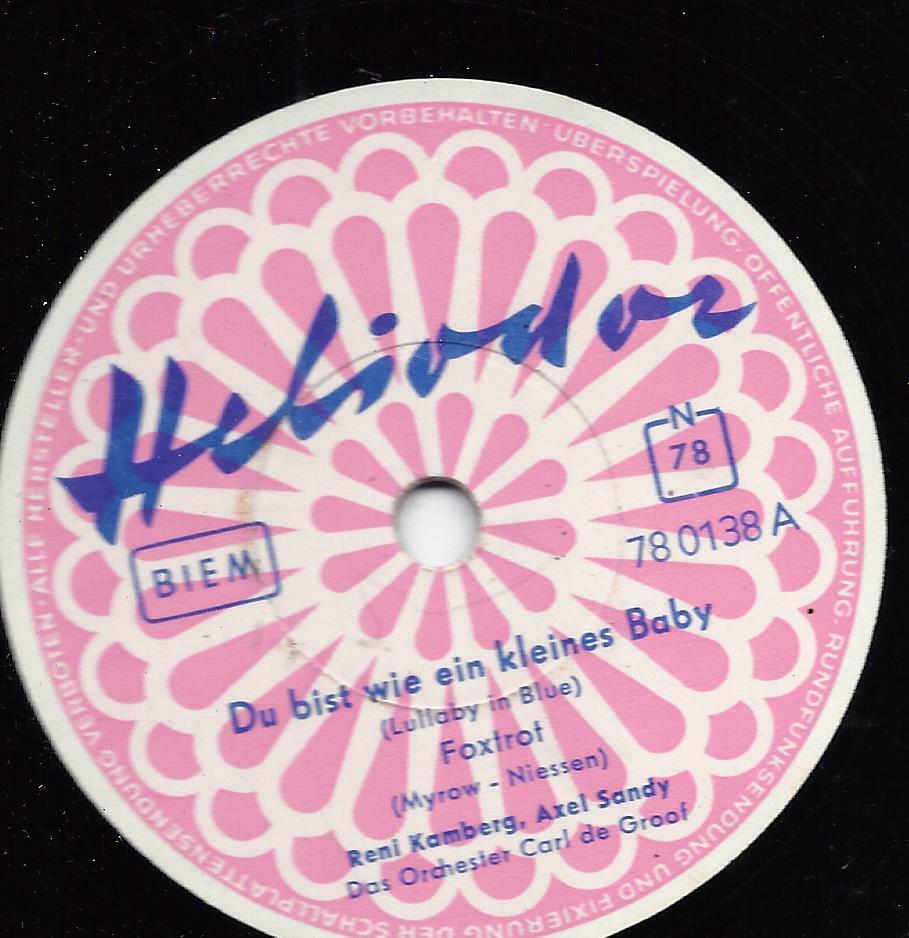 ALLE HERSTELLER- UND URHEBERRECHTE VORBEHALTEN · ÜBERSPIELUNG, ÖFFENTLICHE AUFFÜHRUNG, RUNDFUNKSENDUNG UND FIXIERUNG DER SCHALLPLATTENSENDUNG VERBOTEN ·
Heliodor
N
78
78 0138 A
BIEM
Du bist wie ein kleines Baby
(Lullaby in Blue)
Foxtrot
(Myrow - Niessen)
Reni Kamberg, Axel Sandy
Das Orchester Carl de Groof